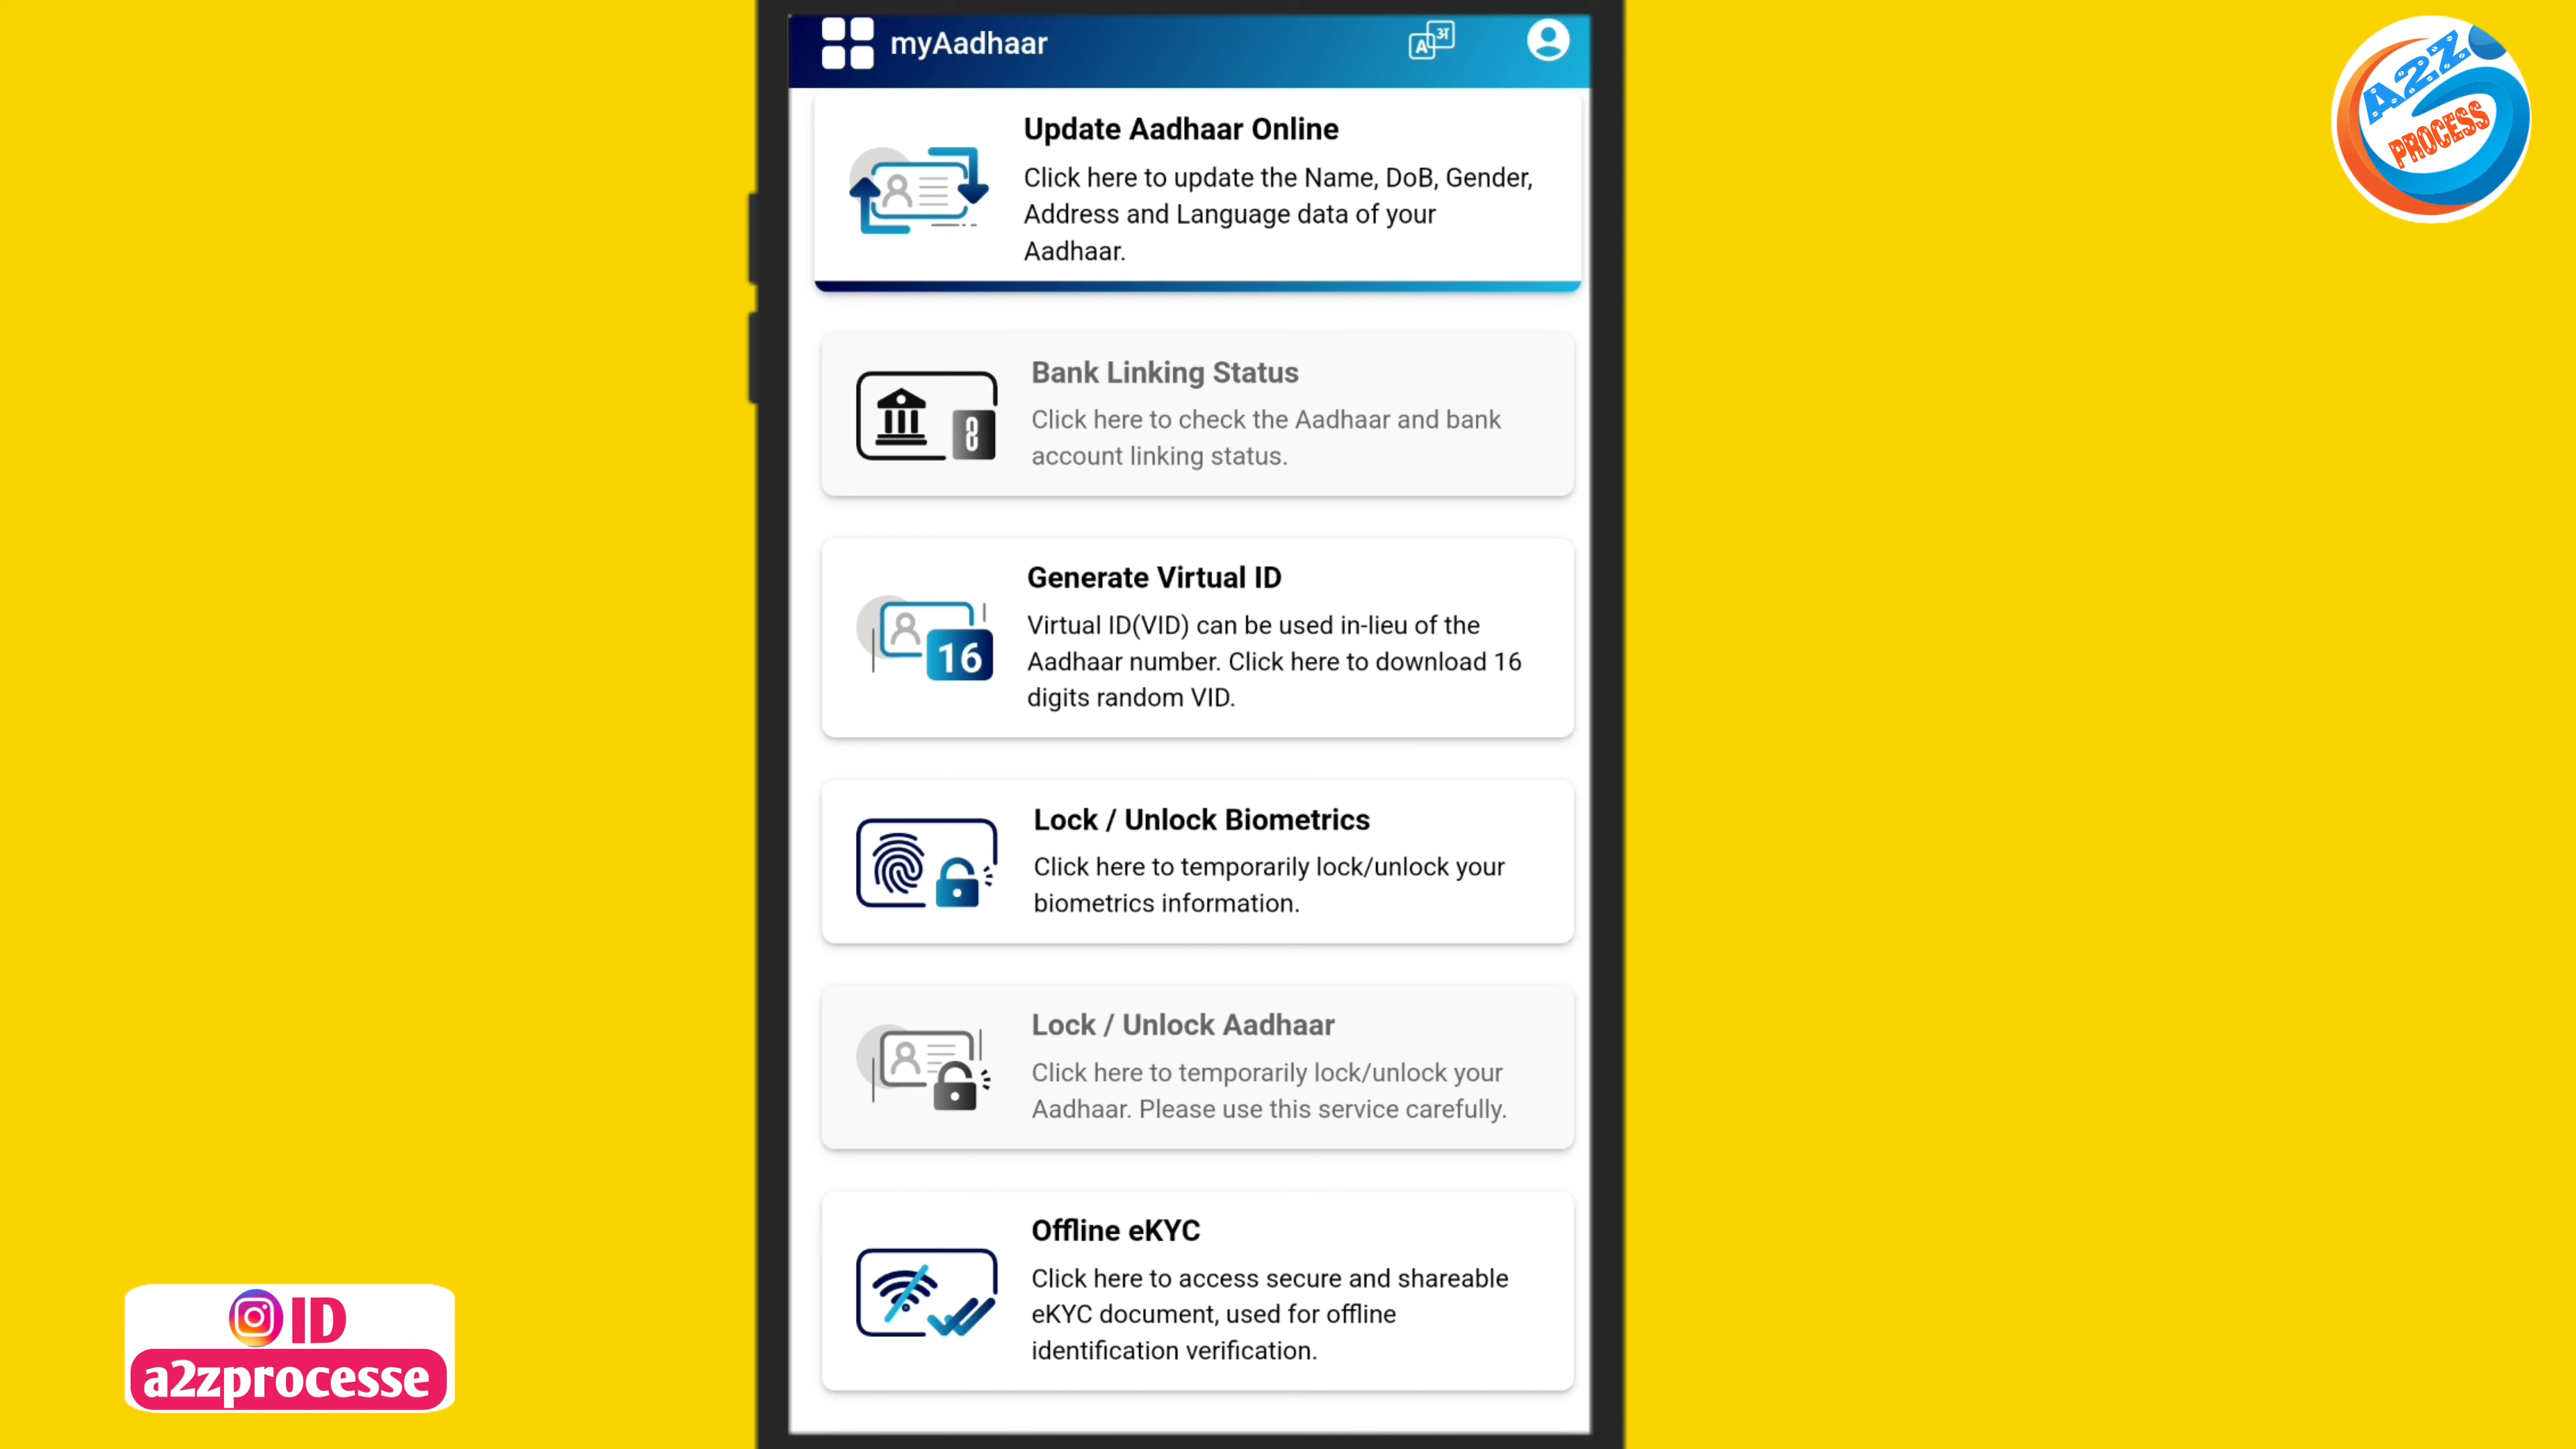 myAadhaar
A अ
A2Z
PROCESS
Update Aadhaar Online
Click here to update the Name, DoB, Gender,
Address and Language data of your
Aadhaar.
Bank Linking Status
Click here to check the Aadhaar and bank
account linking status.
Generate Virtual ID
Virtual ID(VID) can be used in-lieu of the
Aadhaar number. Click here to download 16
digits random VID.
16
Lock / Unlock Biometrics
Click here to temporarily lock/unlock your
biometrics information.
Lock / Unlock Aadhaar
Click here to temporarily lock/unlock your
Aadhaar. Please use this service carefully.
Offline eKYC
Click here to access secure and shareable
eKYC document, used for offline
identification verification.
ID
a2zprocesse